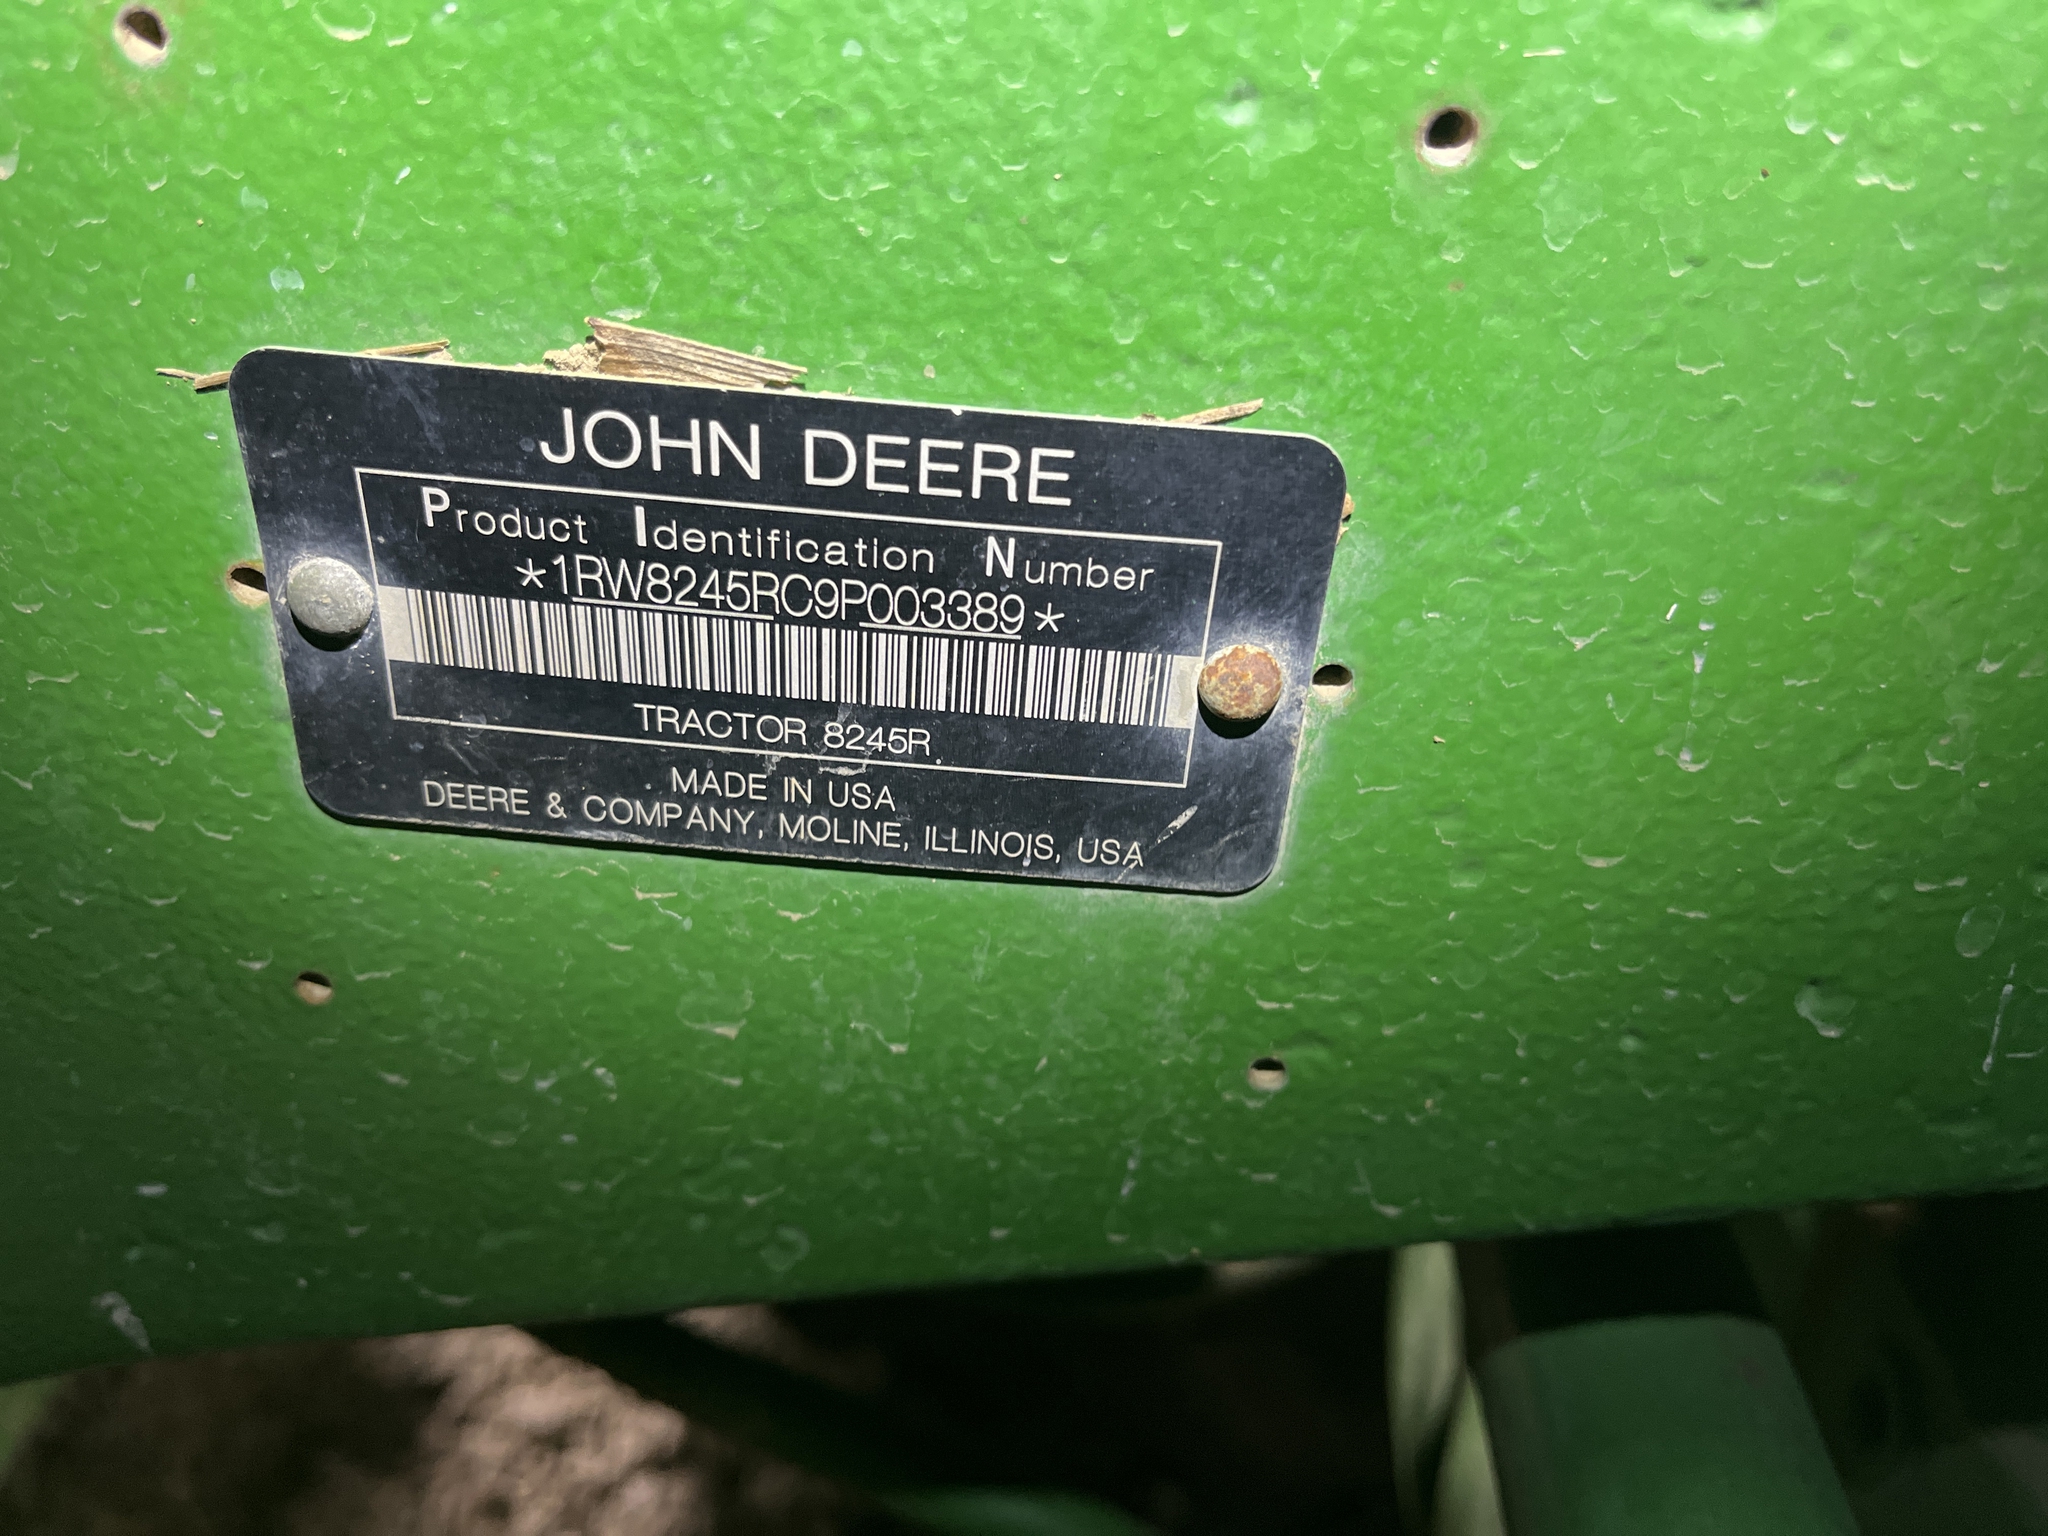 JOHN DEERE
Product Identification Number
*1RW8245RC9P003389*
TRACTOR 8245R
MADE IN USA
DEERE & COMPANY, MOLINE, ILLINOIS, USA